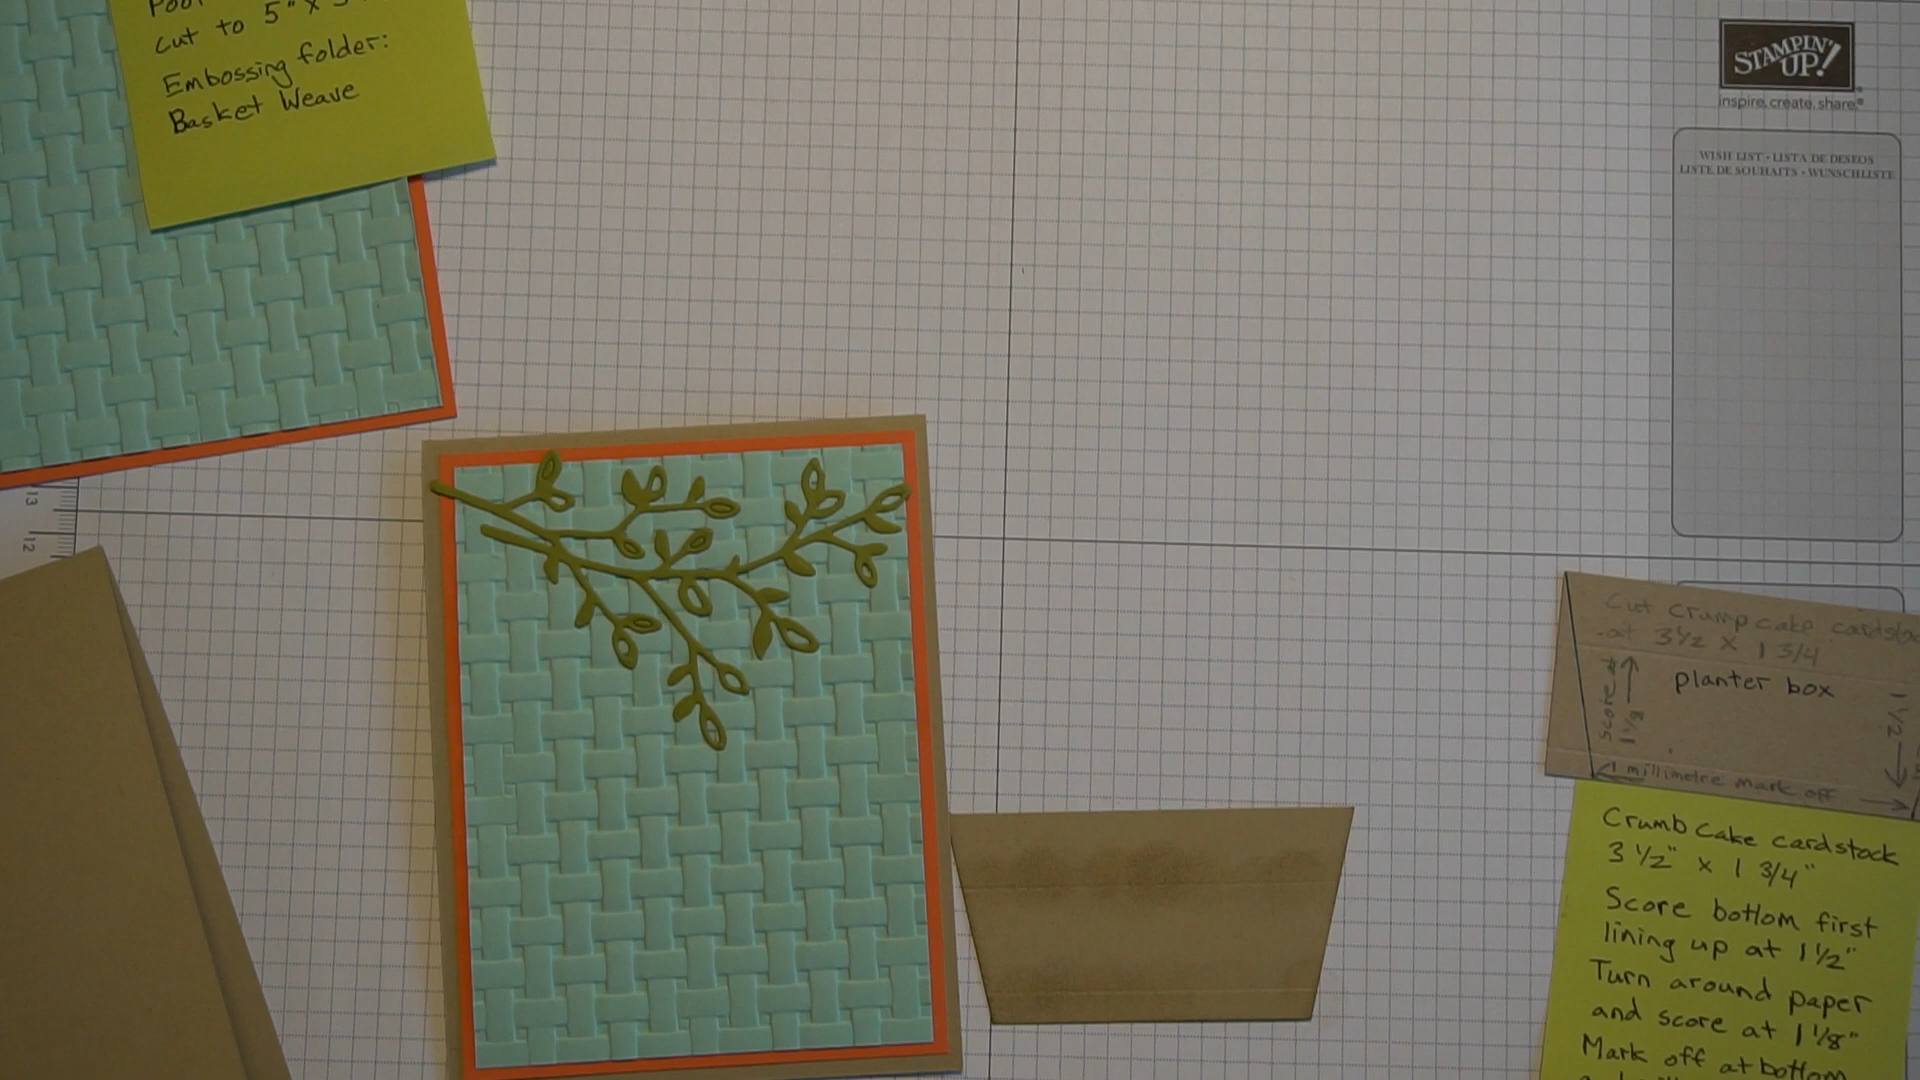 Cut to 5" x
Embossing folder:
Basket Weave
STAMPIN'
UP!
inspire.create.share.®
WISH LIST • LISTA DE DESEOS
LISTE DE SOUHAITS • WUNSCHLISTE
13
12
Cut crump cake
at 3 1/2 x 1 3/4
planter box
score at
1 1/8
1 1/2
1 millimetre mark off
Crumb cake cardstock
3 1/2" x 1 3/4"
Score bottom first
lining up at 1 1/2"
Turn around paper
and score at 1 1/8"
Mark off at bottom